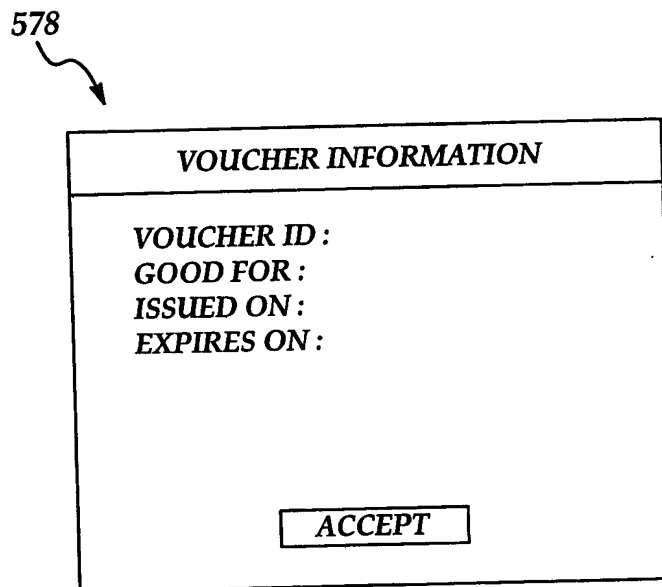 578
VOUCHER INFORMATION
VOUCHER ID :
GOOD FOR :
ISSUED ON :
EXPIRES ON :
ACCEPT